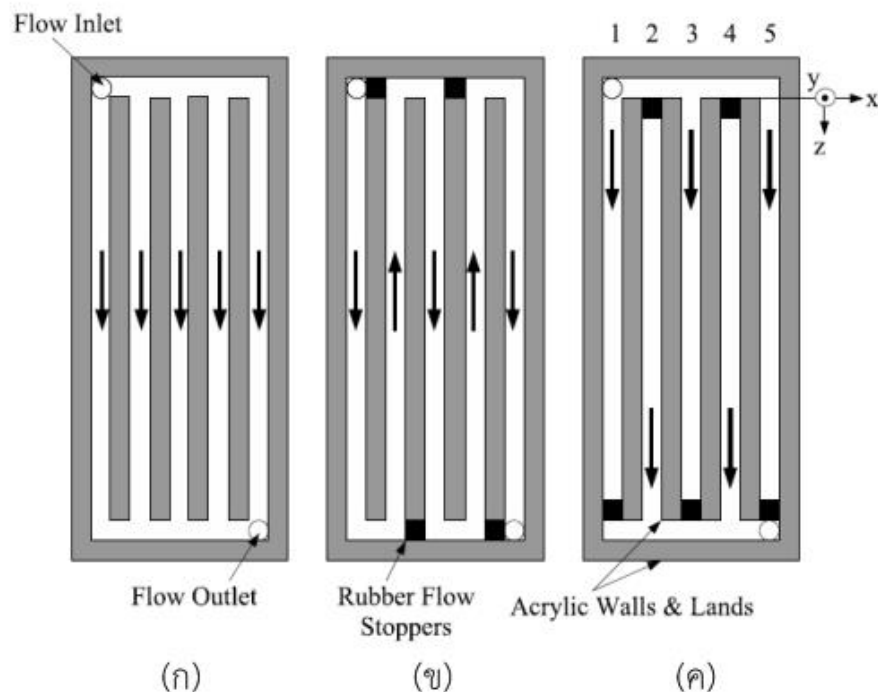 Flow Inlet
1 2 3 4 5
y
x
z
Flow Outlet
Rubber Flow
Stoppers
Acrylic Walls & Lands
(ก) (ข) (ค)